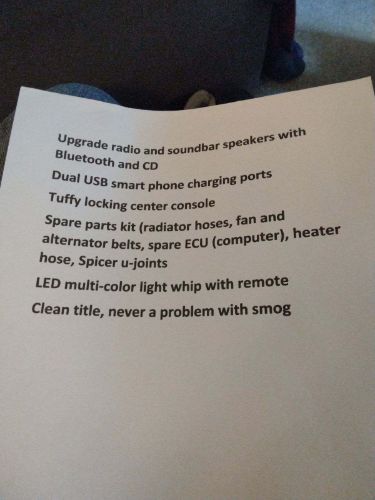 Upgrade radio and soundbar speakers with
Bluetooth and CD
Dual USB smart phone charging ports
Tuffy locking center console
Spare parts kit (radiator hoses, fan and
alternator belts, spare ECU (computer), heater
hose, Spicer u-joints
LED multi-color light whip with remote
Clean title, never a problem with smog